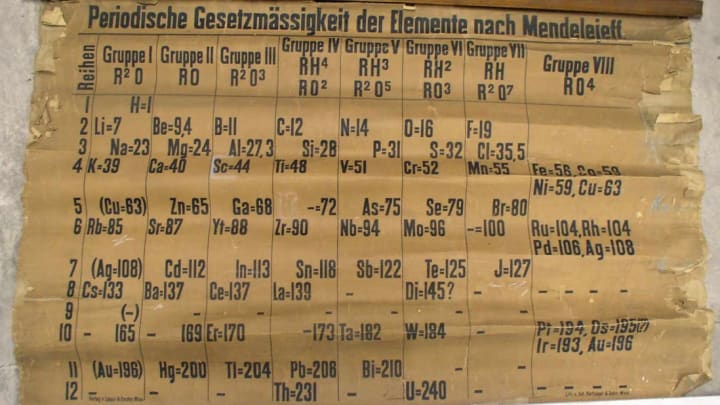 Periodische Gesetzmässigkeit der Elemente nach Mendelejeff.
Reihen Gruppe I Gruppe II Gruppe III Gruppe IV Gruppe V Gruppe VI Gruppe VII Gruppe VIII
RH⁴ RH³ RH² RH
R²O RO R²O³ RO² R²O⁵ RO³ R²O⁷ RO4
1 H=1
2 Li=7 Be=9,4 B=11 C=12 N=14 O=16 F=19
3 Na=23 Mg=24 Al=27,3 Si=28 P=31 S=32 Cl=35,5
4 K=39 Ca=40 Sc=44 Ti=48 V=51 Cr=52 Mn=55 Fe=56, Co=59
Ni=59, Cu=63
5 (Cu=63) Zn=65 Ga=68 -=72 As=75 Se=79 Br=80
6 Rb=85 Sr=87 Yt=88 Zr=90 Nb=94 Mo=96 -=100 Ru=104, Rh=104
Pd=106, Ag=108
7 (Ag=108) Cd=112 In=113 Sn=118 Sb=122 Te=125 J=127
8 Cs=133 Ba=137 Ce=137 La=139 - Di=145? - - - - -
9 (-) - - - - - -
10 - 165 - 169 Er=170 -173 Ta=182 W=184 - Pt=194, Os=195(?)
Ir=193, Au=196
11 (Au=196) Hg=200 Tl=204 Pb=206 Bi=210 - -
12 - - - Th=231 - U=240 - - - - -